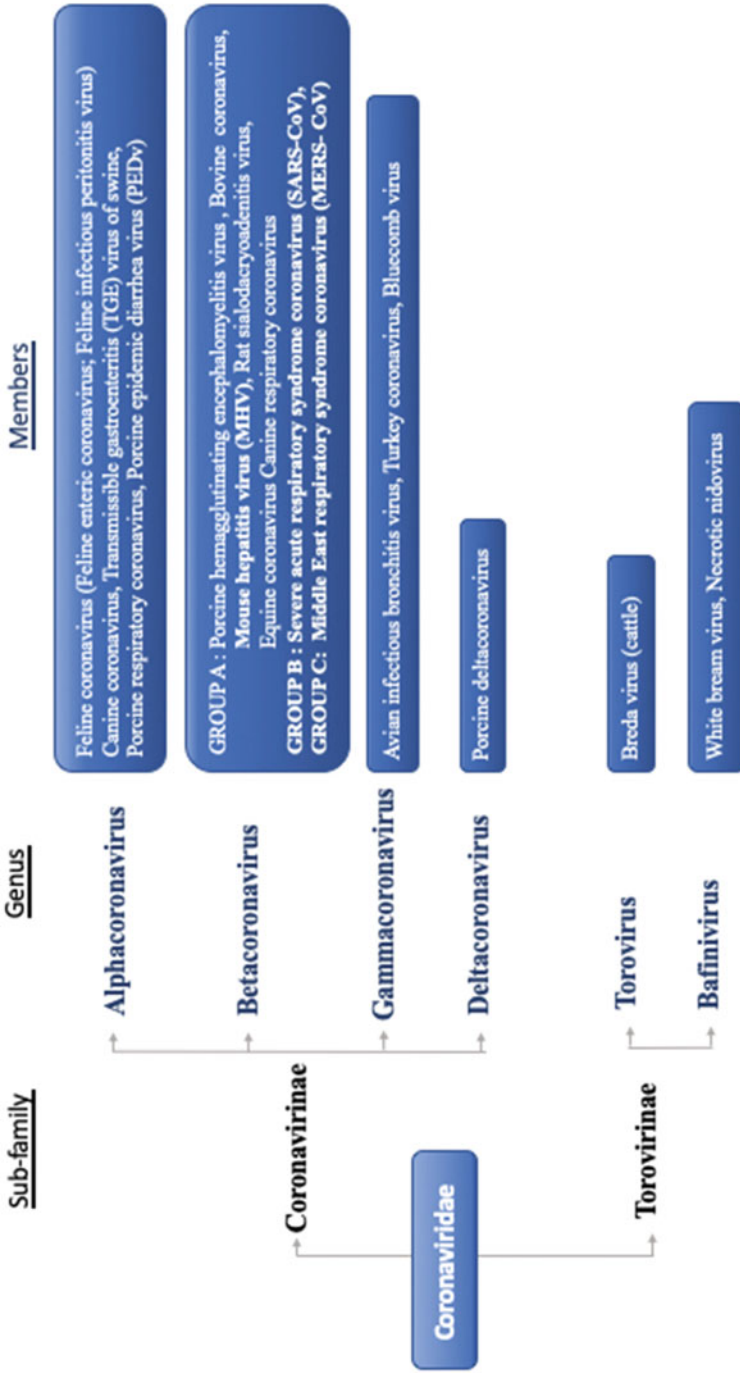 Sub-family
Genus
Members
Coronaviridae
Coronavirinae
Alphacoronavirus
Feline coronavirus (Feline enteric coronavirus; Feline infectious peritonitis virus)
Canine coronavirus, Transmissible gastroenteritis (TGE) virus of swine,
Porcine respiratory coronavirus, Porcine epidemic diarrhea virus (PEDv)
Betacoronavirus
GROUP A : Porcine hemagglutinating encephalomyelitis virus , Bovine coronavirus,
Mouse hepatitis virus (MHV), Rat sialodacryoadenitis virus,
Equine coronavirus Canine respiratory coronavirus
GROUP B : Severe acute respiratory syndrome coronavirus (SARS-CoV),
GROUP C: Middle East respiratory syndrome coronavirus (MERS- CoV)
Gammacoronavirus
Avian infectious bronchitis virus, Turkey coronavirus, Bluecomb virus
Deltacoronavirus
Porcine deltacoronavirus
Torovirinae
Torovirus
Breda virus (cattle)
Bafinivirus
White bream virus, Necrotic nidovirus